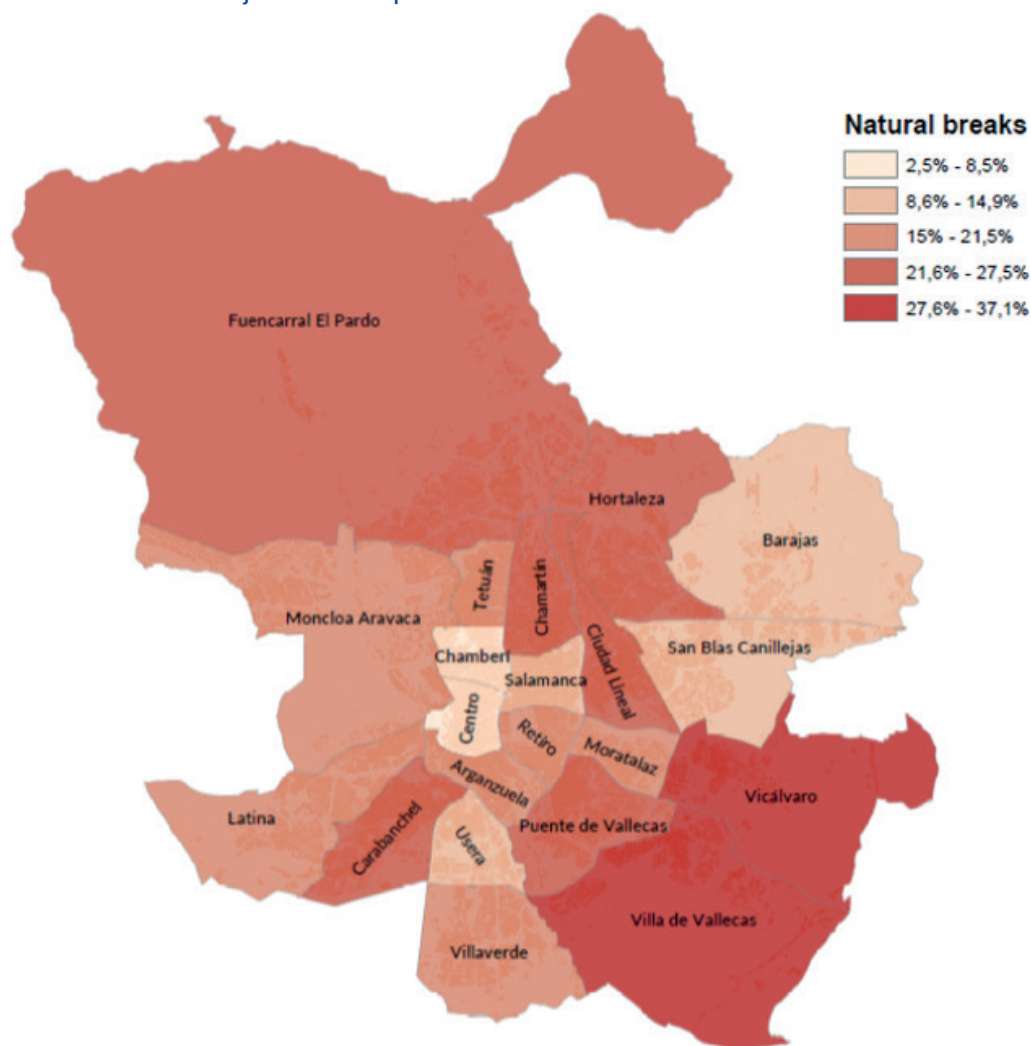 Natural breaks
2,5% - 8,5%
8,6% - 14,9%
15% - 21,5%
21,6% - 27,5%
27,6% - 37,1%
Fuencarral El Pardo
Hortaleza
Barajas
Tetuán
Chamartín
Moncloa Aravaca
Ciudad Lineal
San Blas Canillejas
Chamberí
Salamanca
Centro
Retiro
Moratalaz
Arganzuela
Vicálvaro
Latina
Carabanchel
Usera
Puente de Vallecas
Villa de Vallecas
Villaverde